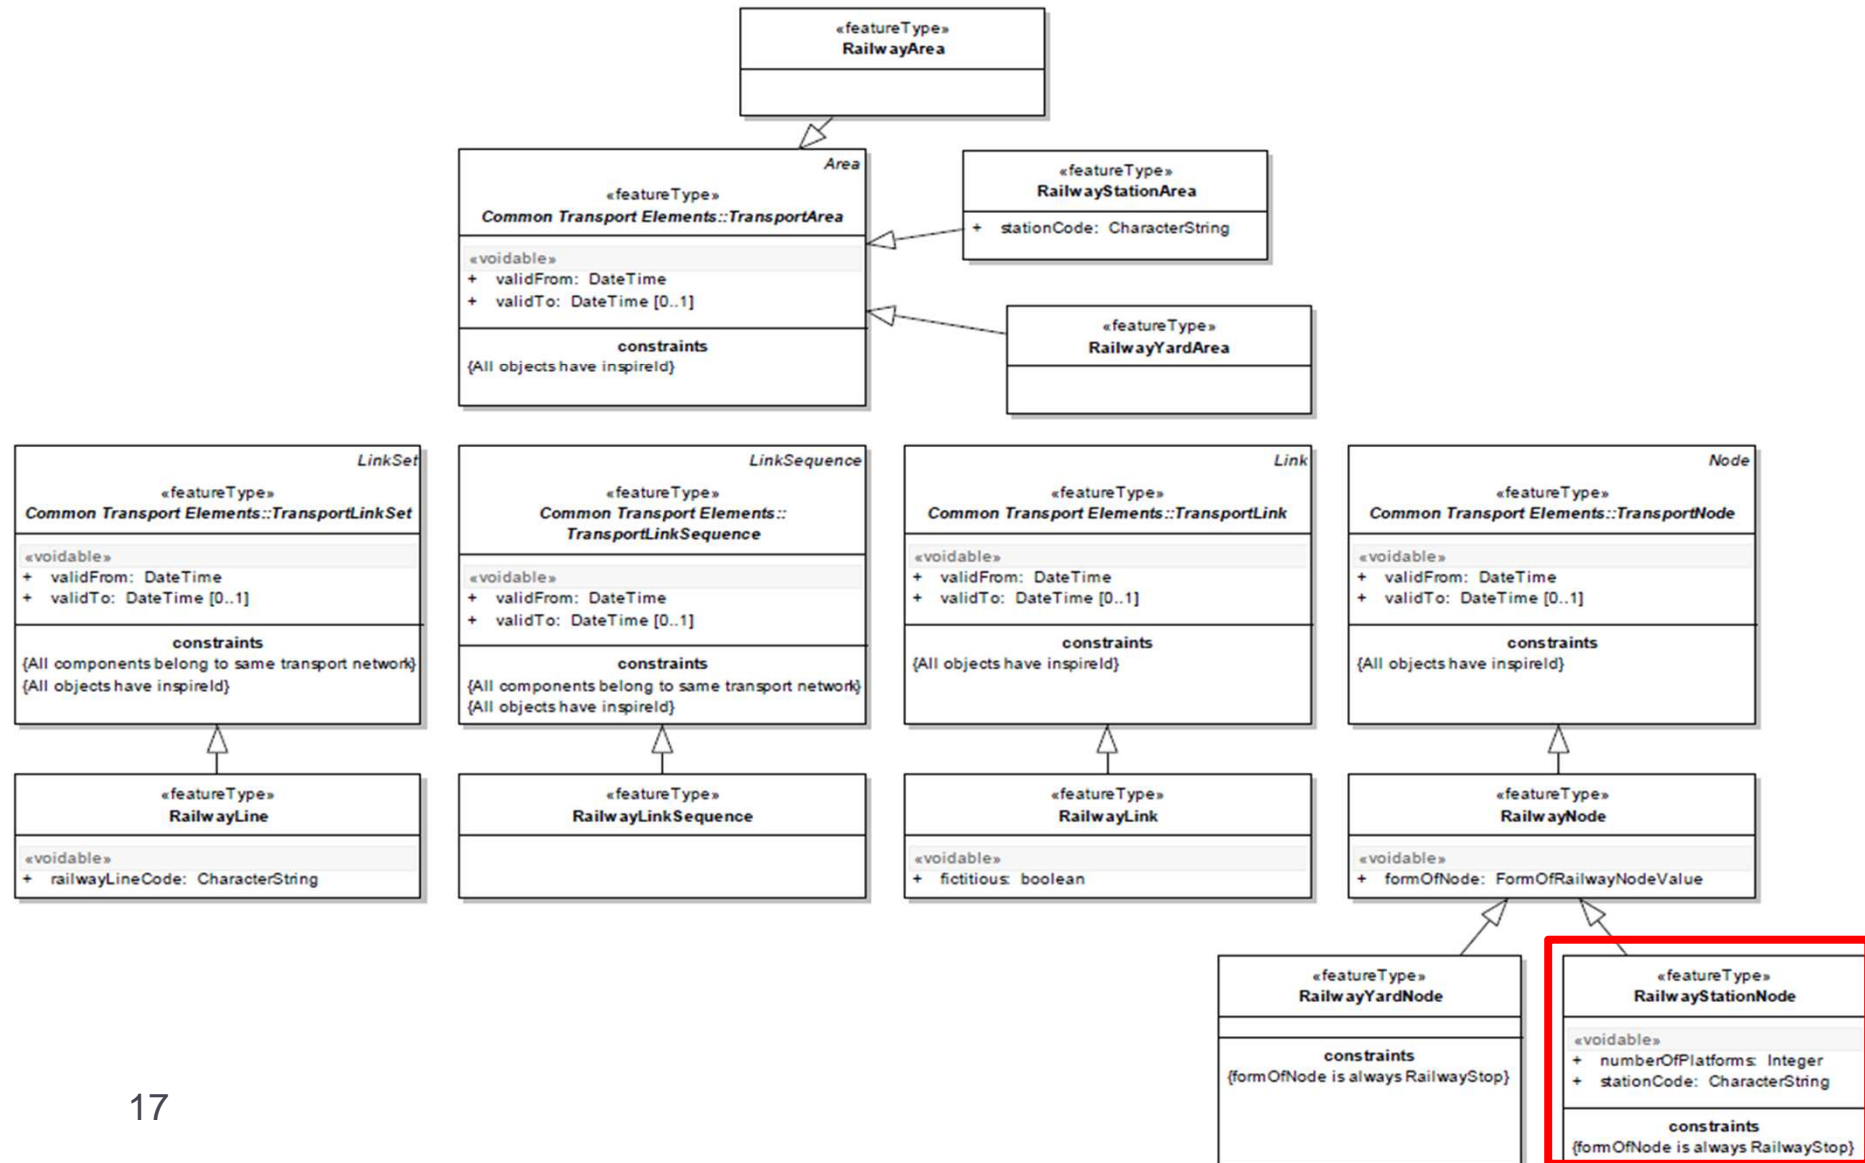 «featureType»
RailwayArea
Area
«featureType»
Common Transport Elements::TransportArea
«voidable»
+ validFrom: DateTime
+ validTo: DateTime [0..1]
constraints
{All objects have inspireId}
«featureType»
RailwayStationArea
+ stationCode: CharacterString
«featureType»
RailwayYardArea
LinkSet
«featureType»
Common Transport Elements::TransportLinkSet
«voidable»
+ validFrom: DateTime
+ validTo: DateTime [0..1]
constraints
{All components belong to same transport network}
{All objects have inspireId}
LinkSequence
«featureType»
Common Transport Elements::
TransportLinkSequence
«voidable»
+ validFrom: DateTime
+ validTo: DateTime [0..1]
constraints
{All components belong to same transport network}
{All objects have inspireId}
Link
«featureType»
Common Transport Elements::TransportLink
«voidable»
+ validFrom: DateTime
+ validTo: DateTime [0..1]
constraints
{All objects have inspireId}
Node
«featureType»
Common Transport Elements::TransportNode
«voidable»
+ validFrom: DateTime
+ validTo: DateTime [0..1]
constraints
{All objects have inspireId}
«featureType»
RailwayLine
«voidable»
+ railwayLineCode: CharacterString
«featureType»
RailwayLinkSequence
«featureType»
RailwayLink
«voidable»
+ fictitious: boolean
«featureType»
RailwayNode
«voidable»
+ formOfNode: FormOfRailwayNodeValue
«featureType»
RailwayYardNode
constraints
{formOfNode is always RailwayStop}
«featureType»
RailwayStationNode
«voidable»
+ numberOfPlatforms: Integer
+ stationCode: CharacterString
constraints
{formOfNode is always RailwayStop}
17